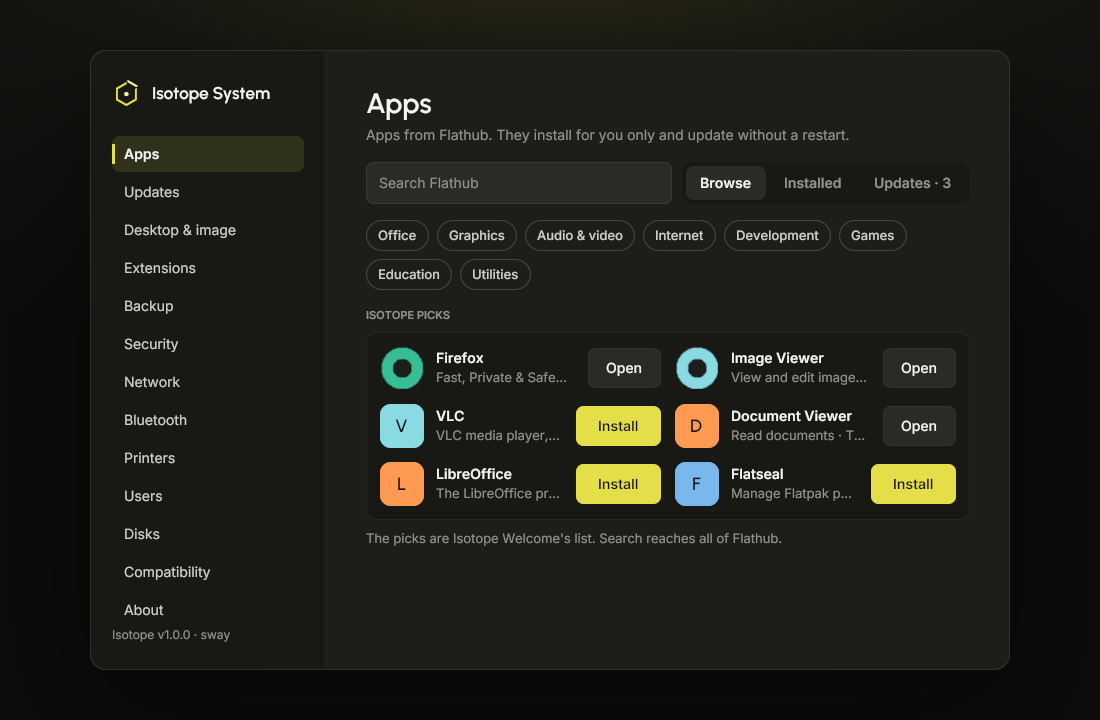 Isotope System
Apps
Updates
Desktop & image
Extensions
Backup
Security
Network
Bluetooth
Printers
Users
Disks
Compatibility
About
Isotope v1.0.0 · sway
Apps
Apps from Flathub. They install for you only and update without a restart.
Search Flathub
Browse
Installed
Updates · 3
Office
Graphics
Audio & video
Internet
Development
Games
Education
Utilities
ISOTOPE PICKS
Firefox
Fast, Private & Safe...
Open
Image Viewer
View and edit image...
Open
V
VLC
VLC media player,...
Install
D
Document Viewer
Read documents · T...
Open
L
LibreOffice
The LibreOffice pr...
Install
F
Flatseal
Manage Flatpak p...
Install
The picks are Isotope Welcome's list. Search reaches all of Flathub.